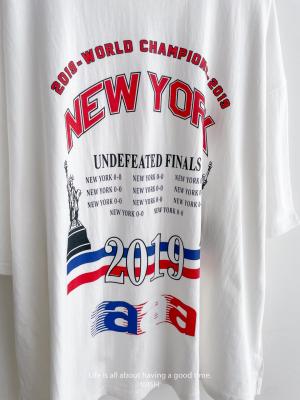 2019-WORLD CHAMPIONS-2019
NEW YORK
UNDEFEATED FINALS
NEW YORK 0-0 NEW YORK 0-0 NEW YORK 0-0
NEW YORK 0-0 NEW YORK 0-0 NEW YORK 0-0
NEW YORK 0-0 NEW YORK 0-0 NEW YORK 0-0
NEW YORK 0-0 NEW YORK 0-0
2019
a a
Life is all about having a good time.